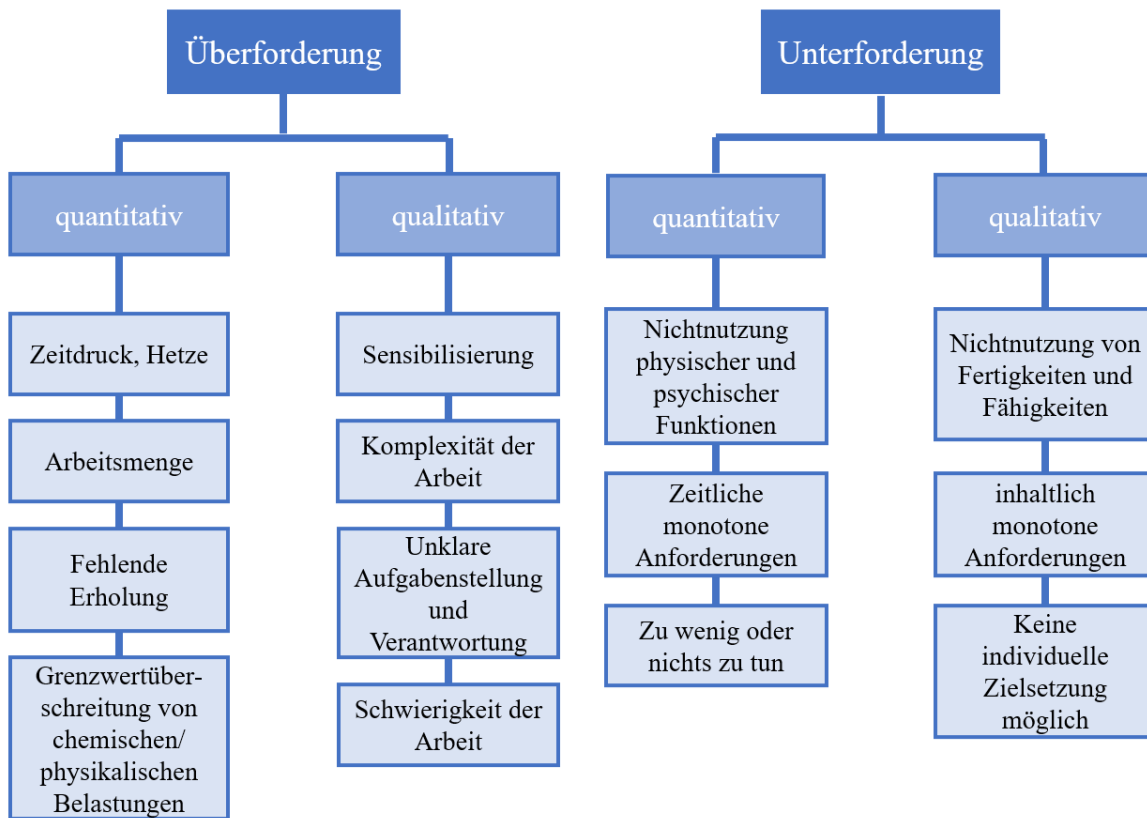 Überforderung
quantitativ
Zeitdruck, Hetze
Arbeitsmenge
Fehlende
Erholung
Grenzwertüber-
schreitung von
chemischen/
physikalischen
Belastungen
qualitativ
Sensibilisierung
Komplexität der
Arbeit
Unklare
Aufgabenstellung
und
Verantwortung
Schwierigkeit der
Arbeit
Unterforderung
quantitativ
Nichtnutzung
physischer und
psychischer
Funktionen
Zeitliche
monotone
Anforderungen
Zu wenig oder
nichts zu tun
qualitativ
Nichtnutzung von
Fertigkeiten und
Fähigkeiten
inhaltlich
monotone
Anforderungen
Keine
individuelle
Zielsetzung
möglich